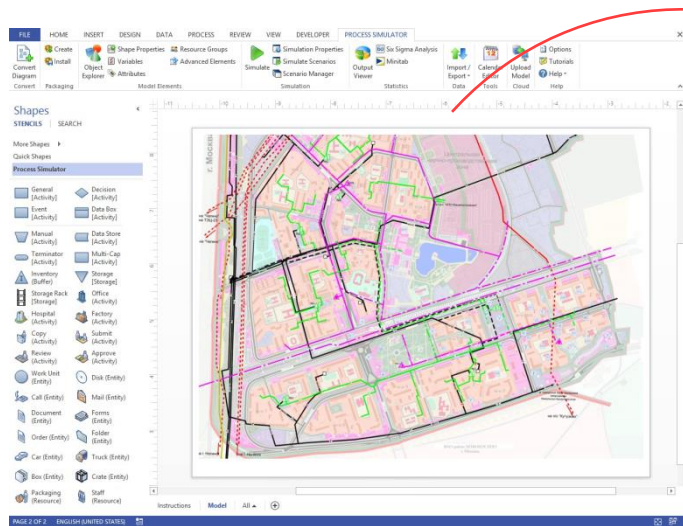 FILE HOME INSERT DESIGN DATA PROCESS REVIEW VIEW DEVELOPER PROCESS SIMULATOR
Convert Diagram
Create
Install
Object Explorer
Shape Properties
Variables
Attributes
Resource Groups
Advanced Elements
Simulate
Simulation Properties
Simulate Scenarios
Scenario Manager
Output Viewer
Six Sigma Analysis
Minitab
Import / Export
Calendar Editor
Upload Model
Options
Tutorials
Help
Convert Packaging Model Elements Simulation Statistics Data Tools Cloud Help
Shapes
STENCILS | SEARCH
More Shapes
Quick Shapes
Process Simulator
General (Activity)
Decision (Activity)
Event (Activity)
Data Box (Activity)
Manual (Activity)
Data Store (Activity)
Terminator (Activity)
Multi-Cap (Activity)
Inventory (Buffer)
Storage (Storage)
Storage Rack (Storage)
Office (Activity)
Hospital (Activity)
Factory (Activity)
Copy (Activity)
Submit (Activity)
Review (Activity)
Approve (Activity)
Work Unit (Entity)
Disk (Entity)
Call (Entity)
Mail (Entity)
Document (Entity)
Forms (Entity)
Order (Entity)
Folder (Entity)
Car (Entity)
Truck (Entity)
Box (Entity)
Crate (Entity)
Packaging (Resource)
Staff (Resource)
г. Москва
Instructions Model All
PAGE 2 OF 2 ENGLISH (UNITED STATES)